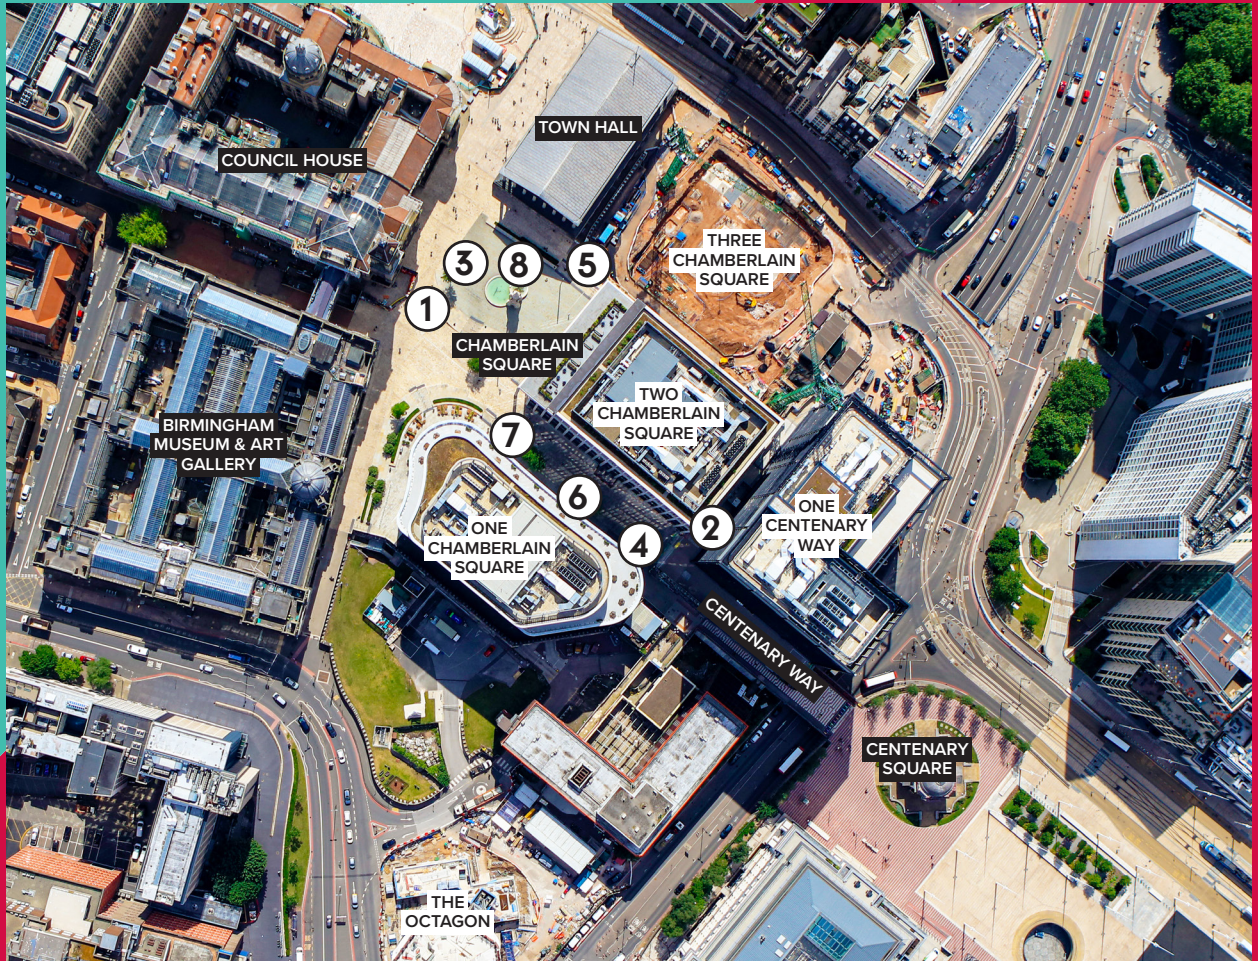 TOWN HALL
COUNCIL HOUSE
THREE
CHAMBERLAIN
SQUARE
3
8
5
1
CHAMBERLAIN
SQUARE
TWO
CHAMBERLAIN
SQUARE
BIRMINGHAM
MUSEUM & ART
GALLERY
7
6
ONE
CENTENARY
WAY
2
ONE
CHAMBERLAIN
SQUARE
4
CENTENARY WAY
CENTENARY
SQUARE
THE
OCTAGON